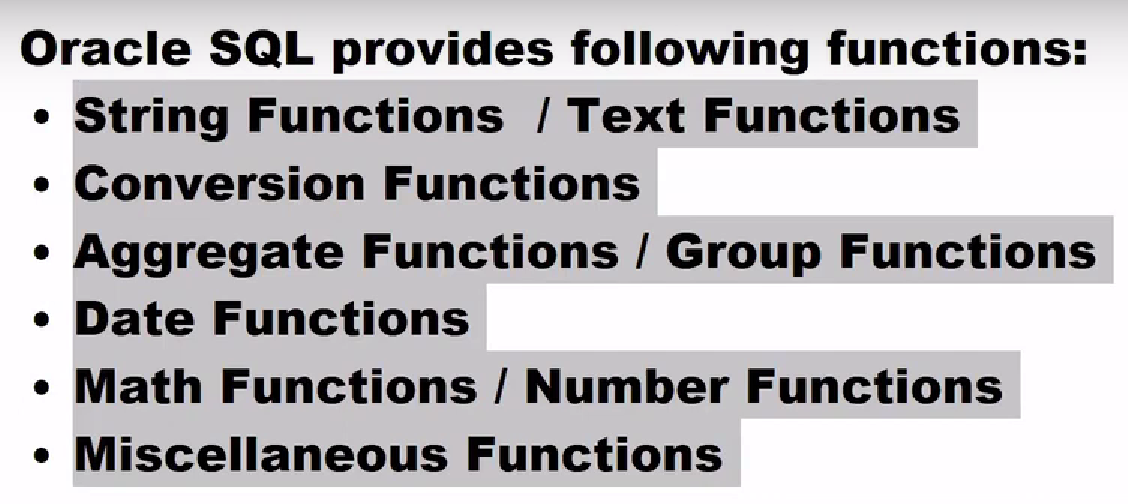 Oracle SQL provides following functions:
• String Functions / Text Functions
• Conversion Functions
• Aggregate Functions / Group Functions
• Date Functions
• Math Functions / Number Functions
• Miscellaneous Functions